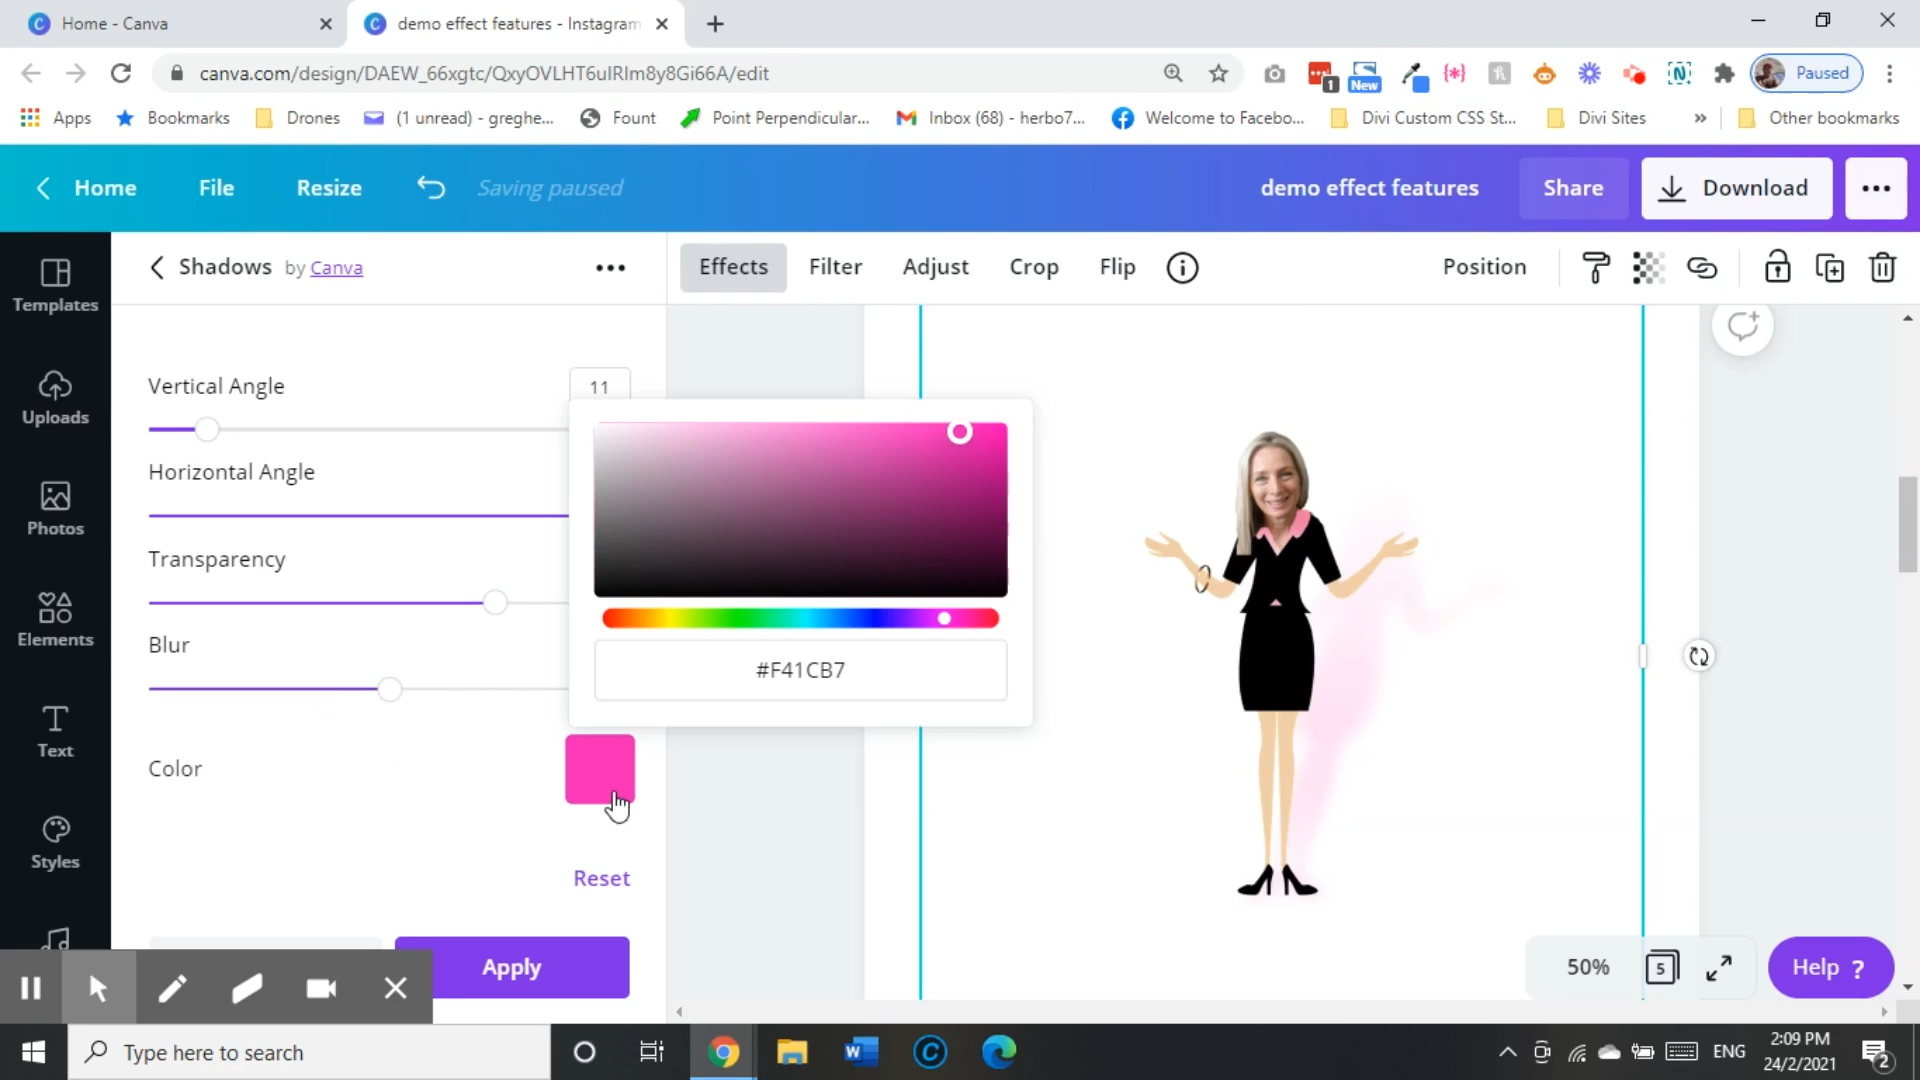 Home - Canva
demo effect features - Instagram
canva.com/design/DAEW_66xgtc/QxyOVLHT6uIRIm8y8Gi66A/edit
1
New
Paused
Apps
Bookmarks
Drones
(1 unread) - greghe...
Fount
Point Perpendicular...
Inbox (68) - herbo7...
Welcome to Facebo...
Divi Custom CSS St...
Divi Sites
»
Other bookmarks
Home
File
Resize
Saving paused
demo effect features
Share
Download
Shadows by Canva
Effects
Filter
Adjust
Crop
Flip
Position
Templates
Uploads
Photos
Elements
Text
Styles
Vertical Angle
11
Horizontal Angle
Transparency
Blur
#F41CB7
Color
Reset
Apply
50%
5
Help ?
Type here to search
ENG
2:09 PM
24/2/2021
2